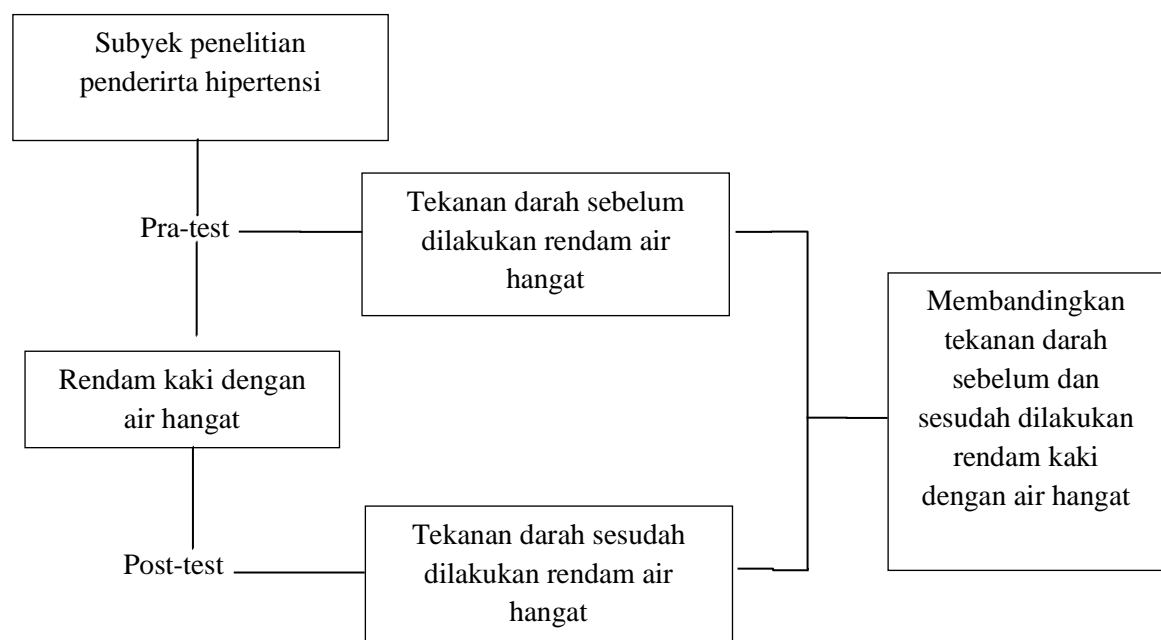 Subyek penelitian
penderirta hipertensi
Pra-test
Tekanan darah sebelum
dilakukan rendam air
hangat
Rendam kaki dengan
air hangat
Post-test
Tekanan darah sesudah
dilakukan rendam air
hangat
Membandingkan
tekanan darah
sebelum dan
sesudah dilakukan
rendam kaki
dengan air hangat